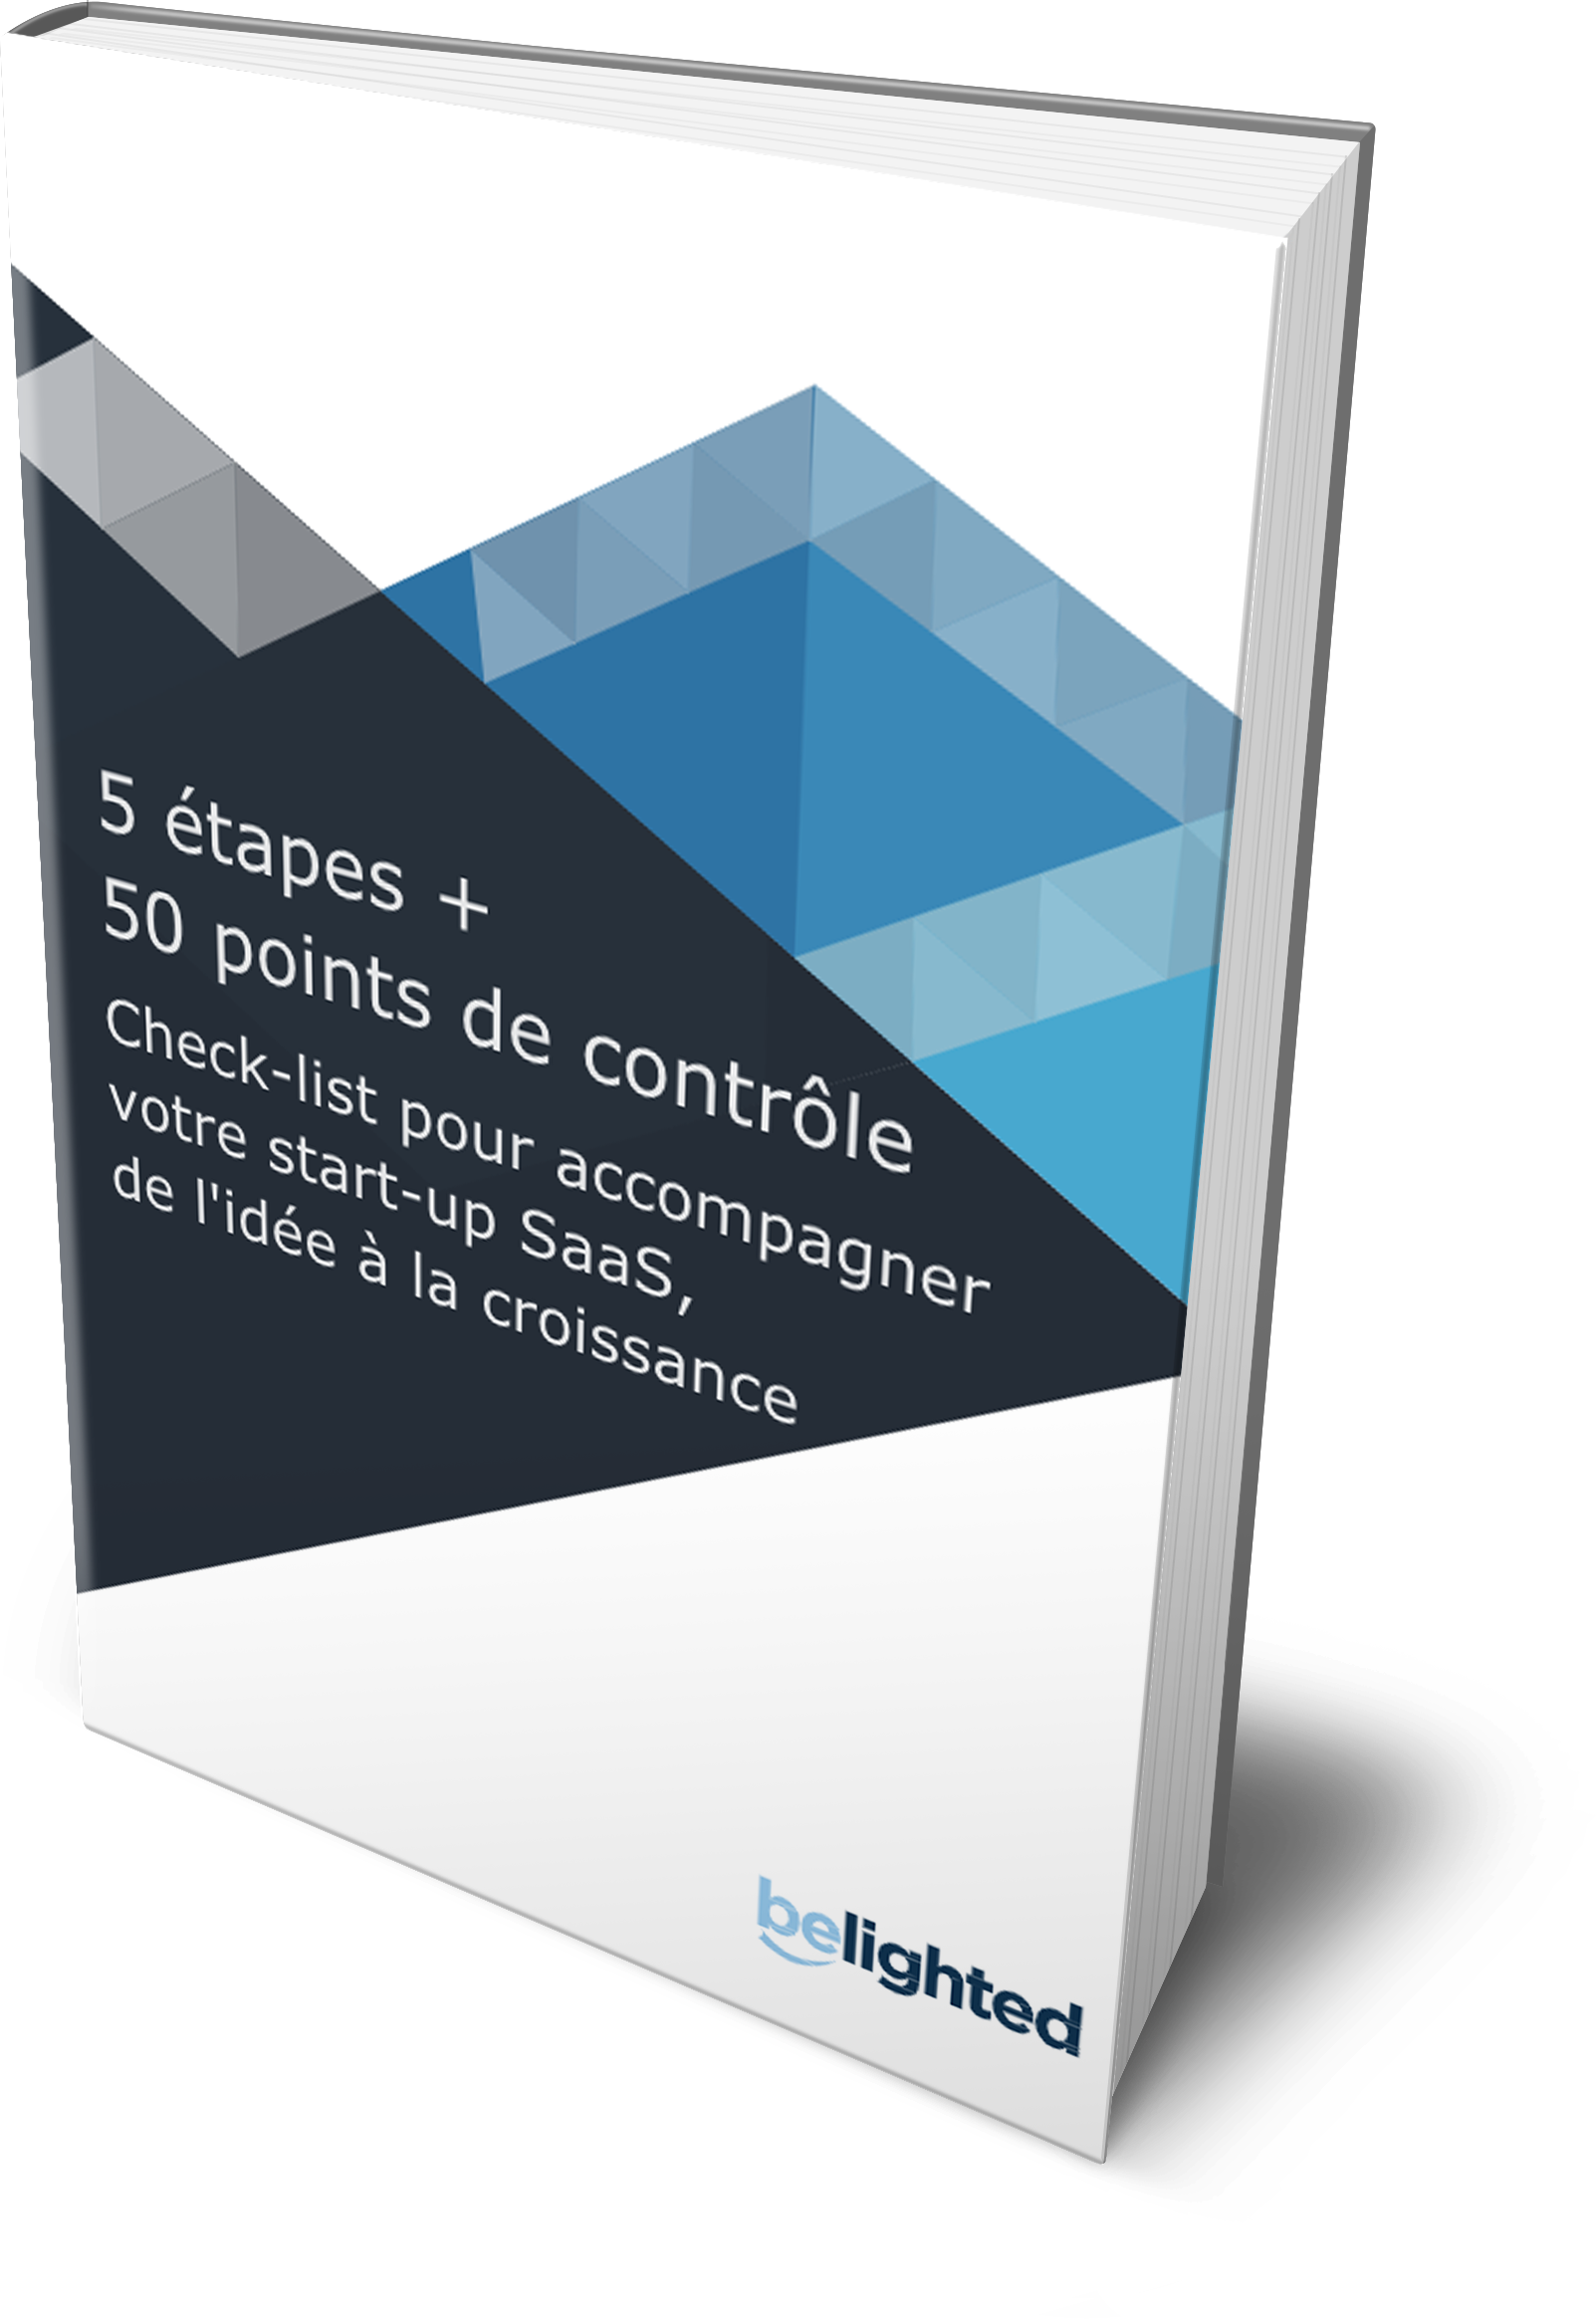 5 étapes +
50 points de contrôle
Check-list pour accompagner
votre start-up SaaS,
de l'idée à la croissance
belighted